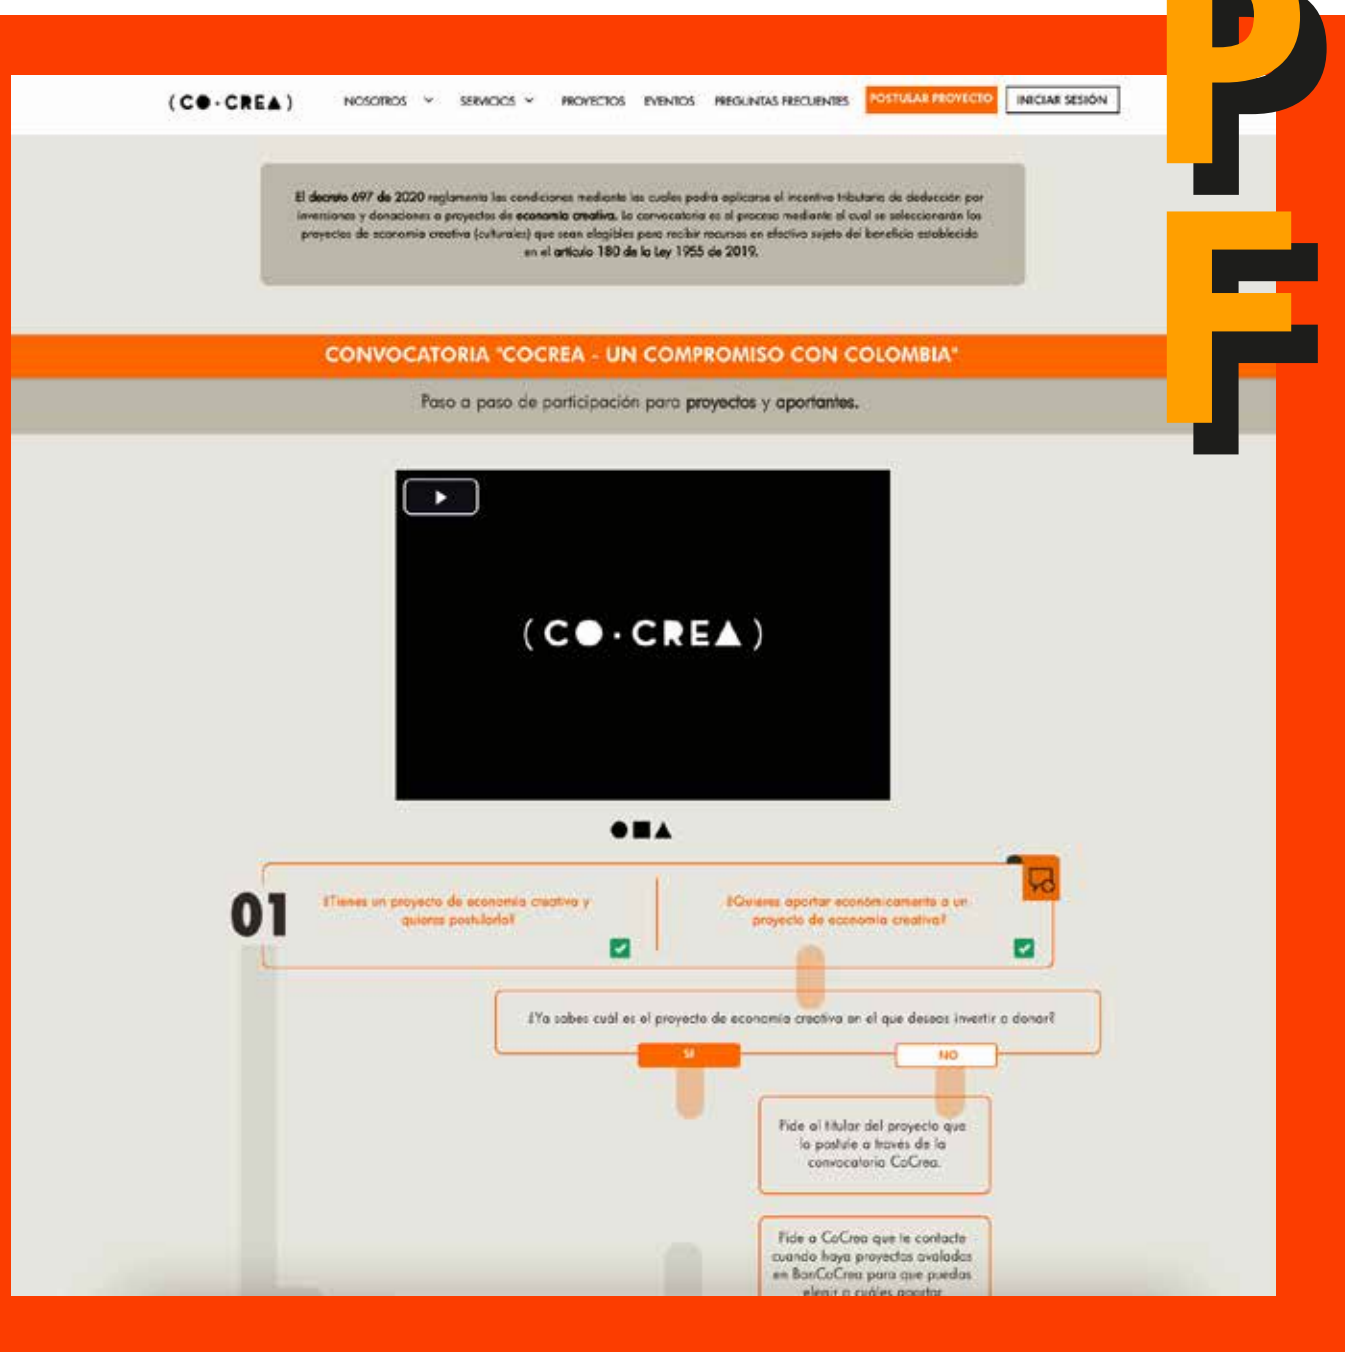 P
F
(CO·CREA)
NOSOTROS SERVICIOS PROYECTOS EVENTOS PREGUNTAS FRECUENTES POSTULAR PROYECTO INICIAR SESIÓN
El decreto 697 de 2020 reglamenta las condiciones mediante las cuales podrá aplicarse el incentivo tributario de deducción por
inversiones y donaciones a proyectos de economía creativa. La convocatoria es el proceso mediante el cual se seleccionarán los
proyectos de economía creativa (culturales) que sean elegibles para recibir recursos en efectivo sujeto del beneficio establecido
en el artículo 180 de la Ley 1955 de 2019.
CONVOCATORIA "COCREA - UN COMPROMISO CON COLOMBIA"
Paso a paso de participación para proyectos y aportantes.
(CO·CREA)
01
¿Tienes un proyecto de economía creativa y
quieres postularlo?
¿Quieres aportar económicamente a un
proyecto de economía creativa?
¿Ya sabes cuál es el proyecto de economía creativa en el que deseas invertir o donar?
SI
NO
Pide al titular del proyecto que
lo postule a través de la
convocatoria CoCrea.
Pide a CoCrea que te contacte
cuando haya proyectos avalados
en BanCoCrea para que puedas
elegir a cuáles aportar